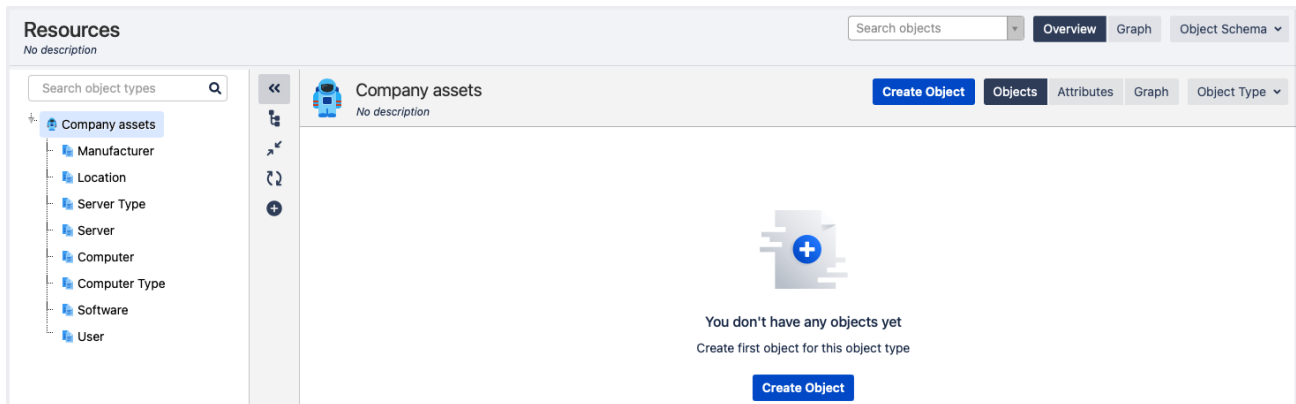 Resources
No description
Search objects
Overview
Graph
Object Schema
Search object types
Company assets
Manufacturer
Location
Server Type
Server
Computer
Computer Type
Software
User
Company assets
No description
Create Object
Objects
Attributes
Graph
Object Type
You don't have any objects yet
Create first object for this object type
Create Object